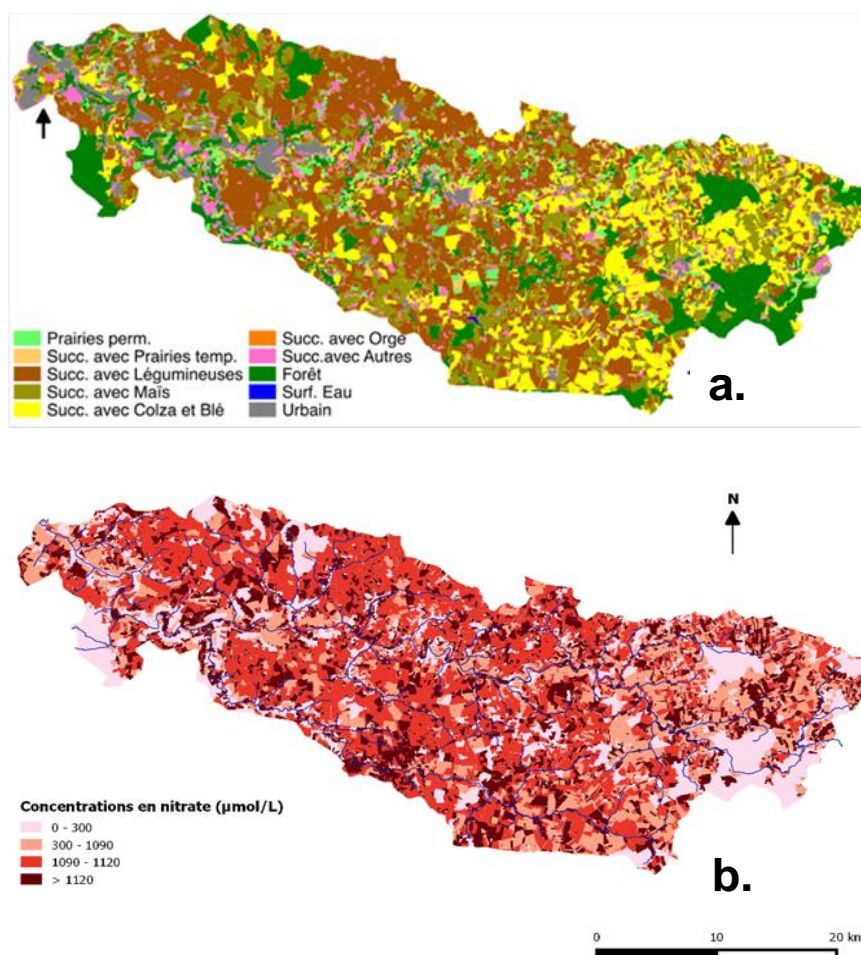 Prairies perm.
Succ. avec Prairies temp.
Succ. avec Légumineuses
Succ. avec Maïs
Succ. avec Colza et Blé
Succ. avec Orge
Succ.avec Autres
Forêt
Surf. Eau
Urbain
a.
N
Concentrations en nitrate (µmol/L)
0 - 300
300 - 1090
1090 - 1120
> 1120
b.
0 10 20 km